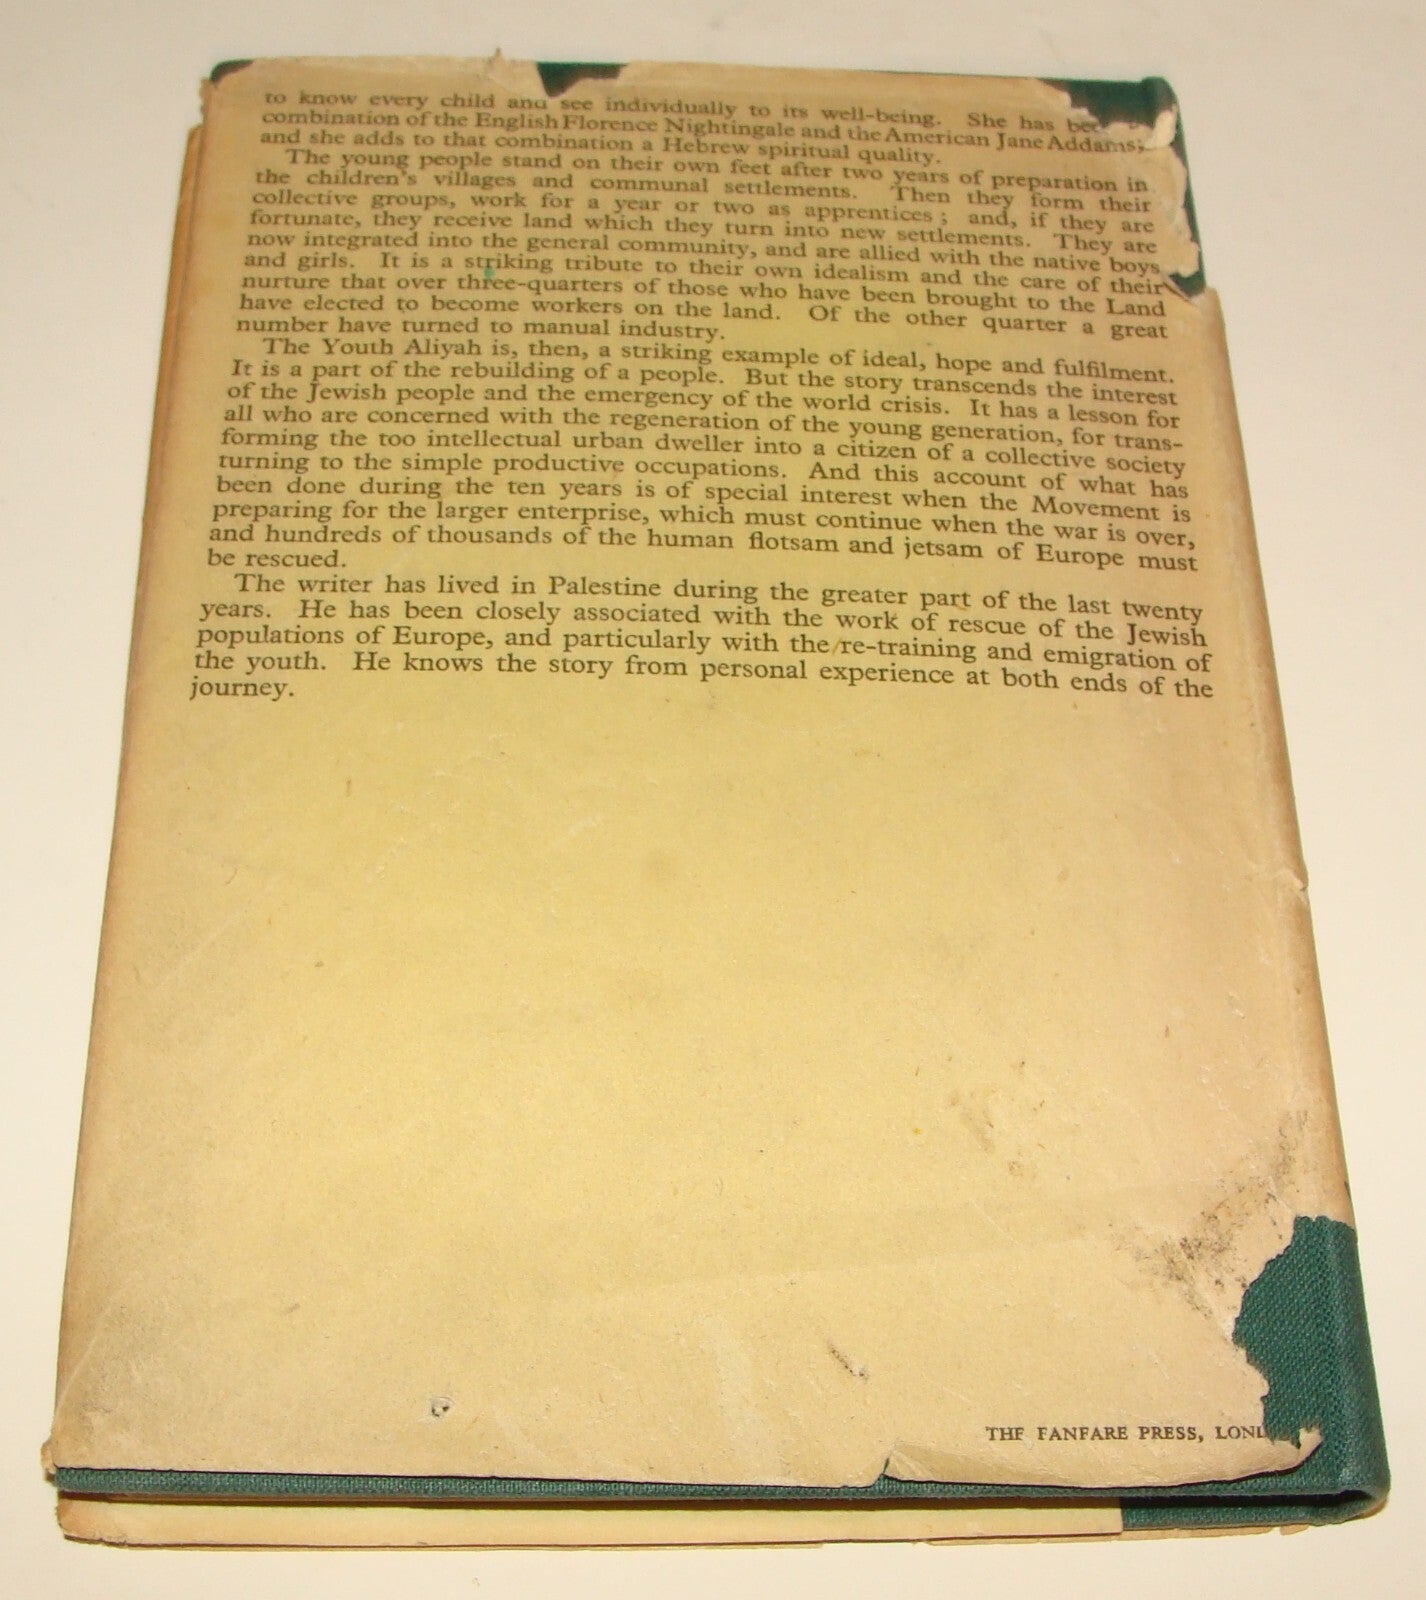 to know every child and see individually to its well-being. She has been
combination of the English Florence Nightingale and the American Jane Addams;
and she adds to that combination a Hebrew spiritual quality.
The young people stand on their own feet after two years of preparation in
the children's villages and communal settlements. Then they form their
collective groups, work for a year or two as apprentices; and, if they are
fortunate, they receive land which they turn into new settlements. They are
now integrated into the general community, and are allied with the native boys
and girls. It is a striking tribute to their own idealism and the care of their
nurture that over three-quarters of those who have been brought to the Land
have elected to become workers on the land. Of the other quarter a great
number have turned to manual industry.
The Youth Aliyah is, then, a striking example of ideal, hope and fulfilment.
It is a part of the rebuilding of a people. But the story transcends the interest
of the Jewish people and the emergency of the world crisis. It has a lesson for
all who are concerned with the regeneration of the young generation, for trans-
forming the too intellectual urban dweller into a citizen of a collective society
turning to the simple productive occupations. And this account of what has
been done during the ten years is of special interest when the Movement is
preparing for the larger enterprise, which must continue when the war is over,
and hundreds of thousands of the human flotsam and jetsam of Europe must
be rescued.
The writer has lived in Palestine during the greater part of the last twenty
years. He has been closely associated with the work of rescue of the Jewish
populations of Europe, and particularly with the re-training and emigration of
the youth. He knows the story from personal experience at both ends of the
journey.
THE FANFARE PRESS, LON